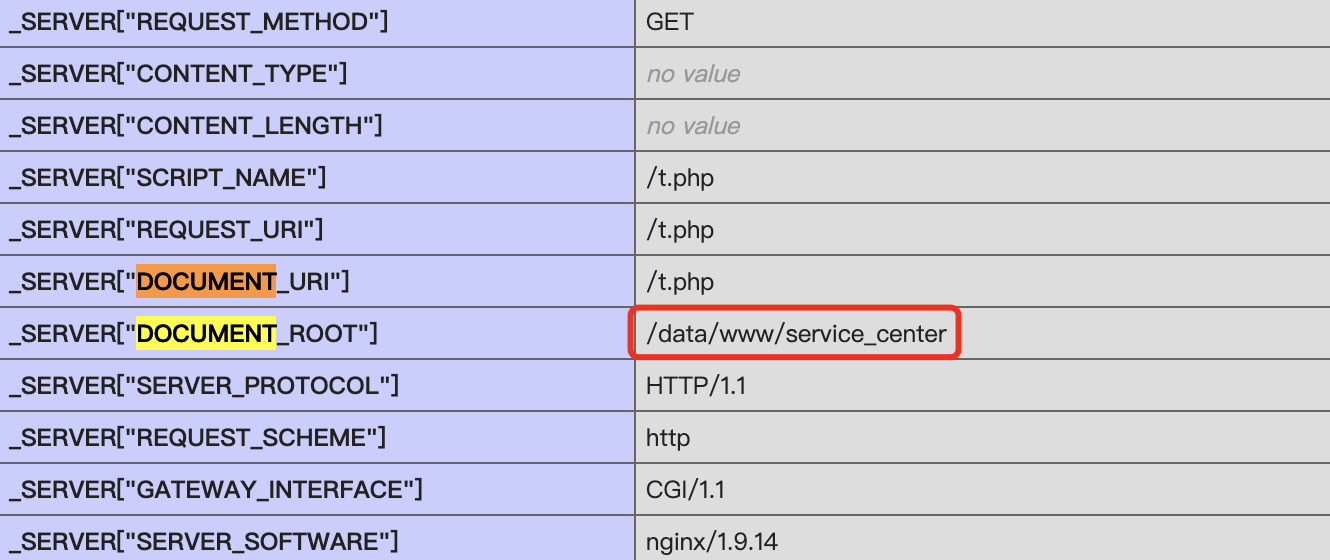 _SERVER["REQUEST_METHOD"] GET
_SERVER["CONTENT_TYPE"] no value
_SERVER["CONTENT_LENGTH"] no value
_SERVER["SCRIPT_NAME"] /t.php
_SERVER["REQUEST_URI"] /t.php
_SERVER["DOCUMENT_URI"] /t.php
_SERVER["DOCUMENT_ROOT"] /data/www/service_center
_SERVER["SERVER_PROTOCOL"] HTTP/1.1
_SERVER["REQUEST_SCHEME"] http
_SERVER["GATEWAY_INTERFACE"] CGI/1.1
_SERVER["SERVER_SOFTWARE"] nginx/1.9.14